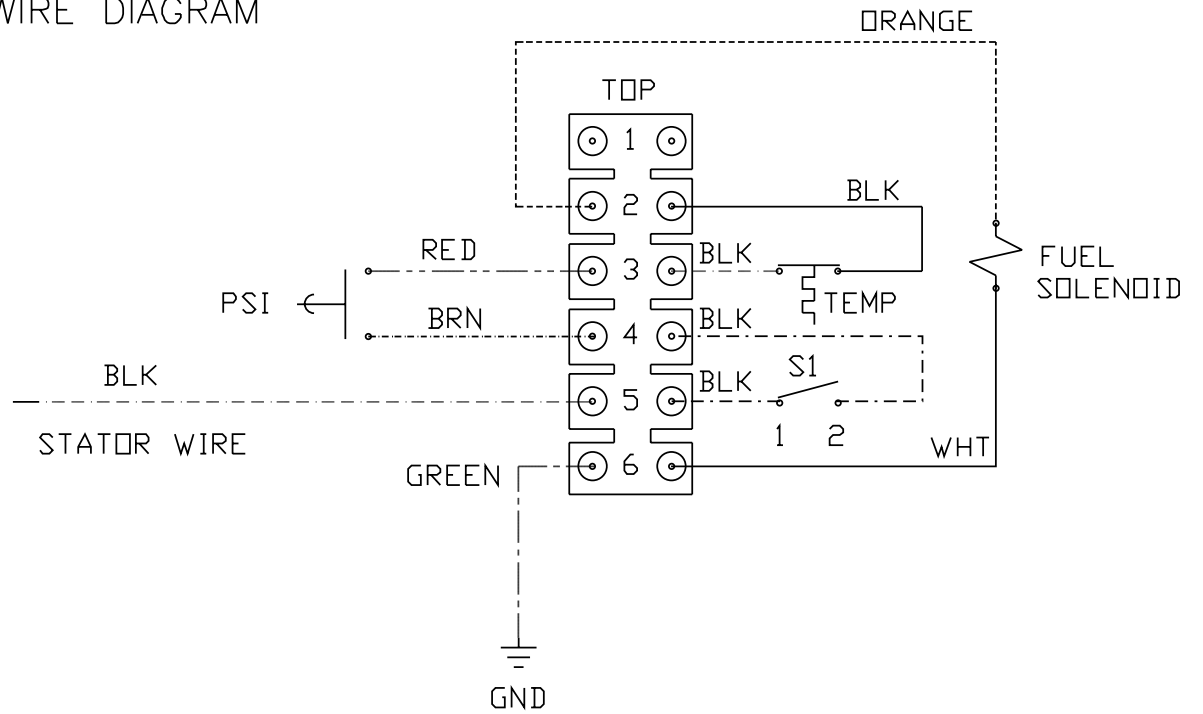 WIRE DIAGRAM
ORANGE
TOP
1
2
BLK
RED
3
BLK
FUEL
SOLENOID
PSI
TEMP
BRN
4
BLK
BLK
5
BLK
S1
1 2
STATOR WIRE
WHT
GREEN
6
GND